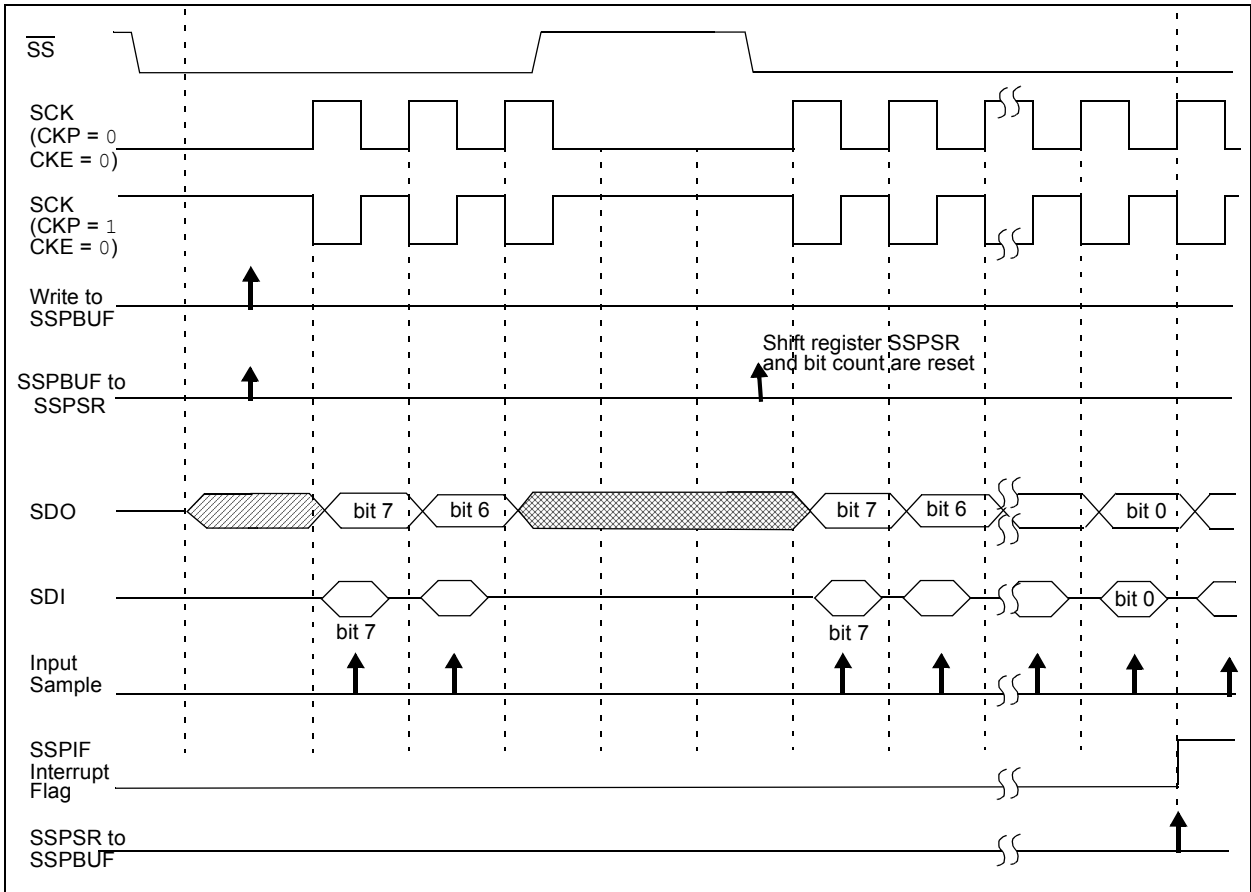 SS
SCK
(CKP = 0
CKE = 0)
SCK
(CKP = 1
CKE = 0)
Write to
SSPBUF
Shift register SSPSR
and bit count are reset
SSPBUF to
SSPSR
SDO
bit 7
bit 6
bit 7
bit 6
bit 0
SDI
bit 0
bit 7
bit 7
Input
Sample
SSPIF
Interrupt
Flag
SSPSR to
SSPBUF